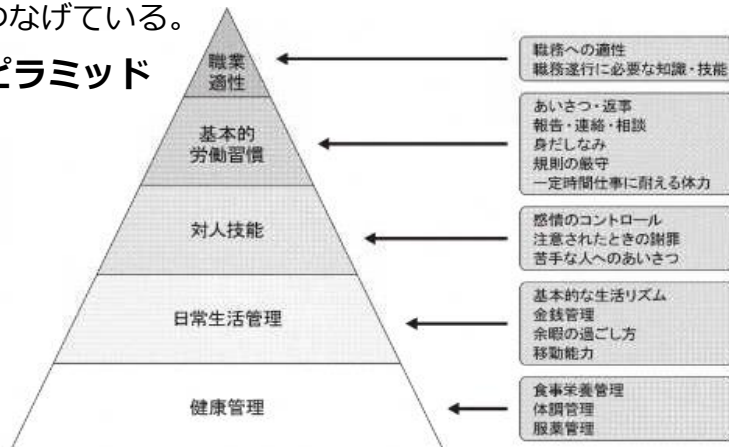 つなげている。
ピラミッド
職業
適性
職務への適性
職務遂行に必要な知識・技能
基本的
労働習慣
あいさつ・返事
報告・連絡・相談
身だしなみ
規則の厳守
一定時間仕事に耐える体力
対人技能
感情のコントロール
注意されたときの謝罪
苦手な人へのあいさつ
日常生活管理
基本的な生活リズム
金銭管理
余暇の過ごし方
移動能力
健康管理
食事栄養管理
体調管理
服薬管理